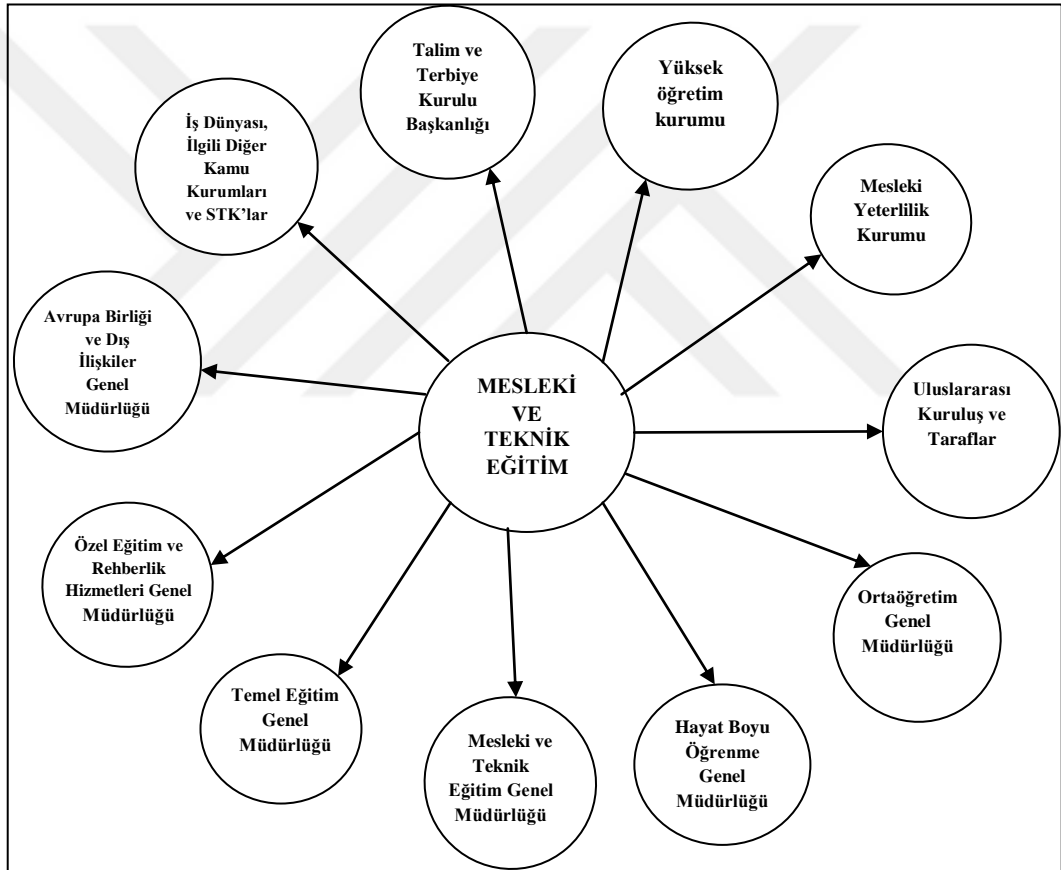 Talim ve
Terbiye
Kurulu
Başkanlığı
Yüksek
öğretim
kurumu
Mesleki
Yeterlilik
Kurumu
Uluslararası
Kuruluş ve
Taraflar
Ortaöğretim
Genel
Müdürlüğü
Hayat Boyu
Öğrenme
Genel
Müdürlüğü
Mesleki ve
Teknik
Eğitim Genel
Müdürlüğü
Temel Eğitim
Genel
Müdürlüğü
Özel Eğitim ve
Rehberlik
Hizmetleri Genel
Müdürlüğü
Avrupa Birliği
ve Dış
İlişkiler
Genel
Müdürlüğü
İş Dünyası,
İlgili Diğer
Kamu
Kurumları
ve STK’lar
MESLEKİ
VE
TEKNİK
EĞİTİM